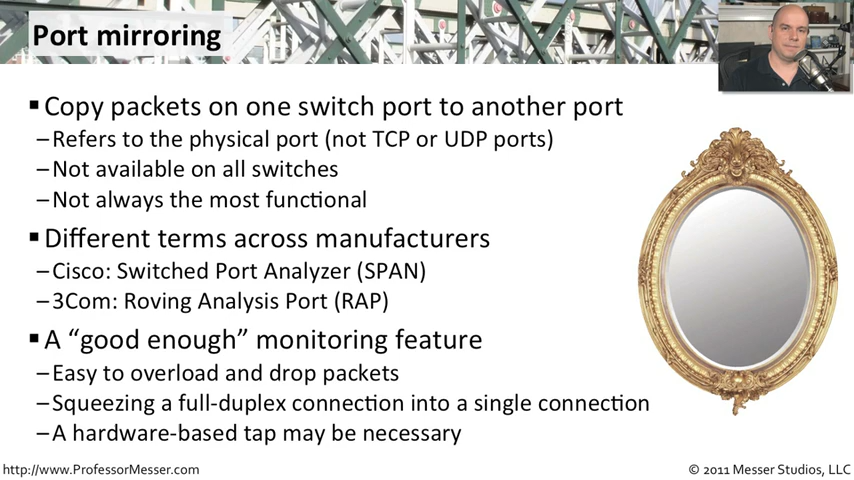 Port mirroring
▪ Copy packets on one switch port to another port
– Refers to the physical port (not TCP or UDP ports)
– Not available on all switches
– Not always the most functional
▪ Different terms across manufacturers
– Cisco: Switched Port Analyzer (SPAN)
– 3Com: Roving Analysis Port (RAP)
▪ A “good enough” monitoring feature
– Easy to overload and drop packets
– Squeezing a full-duplex connection into a single connection
– A hardware-based tap may be necessary
http://www.ProfessorMesser.com
© 2011 Messer Studios, LLC